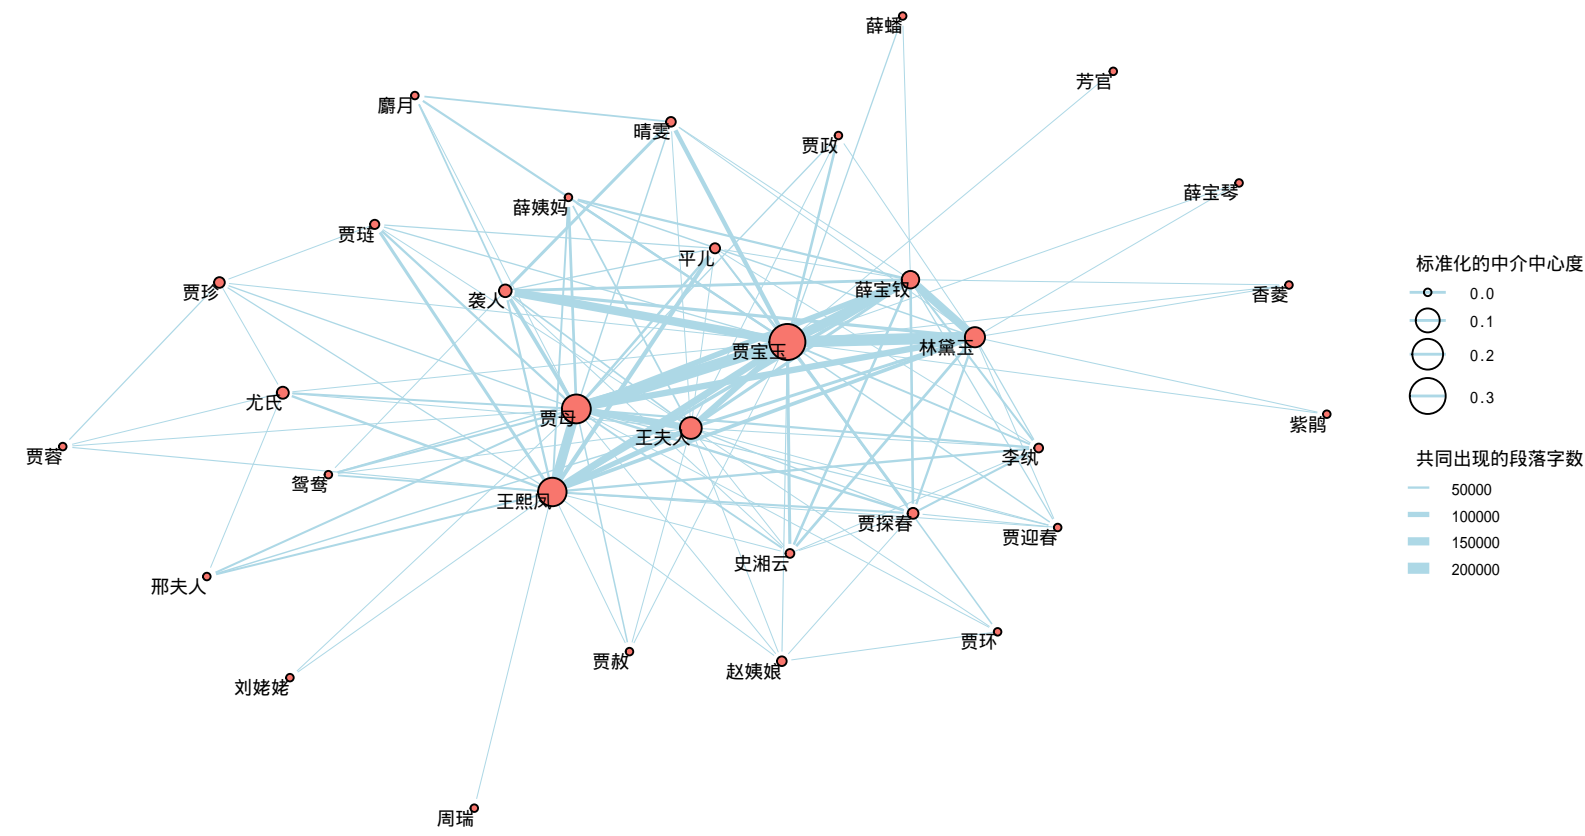 薛蟠
芳官
麝月
晴雯
贾政
薛宝琴
薛姨妈
贾琏
平儿
贾珍
袭人
薛宝钗
香菱
贾宝玉
林黛玉
尤氏
贾母
紫鹃
王夫人
贾蓉
李纨
鸳鸯
王熙凤
贾探春
贾迎春
史湘云
邢夫人
贾环
贾赦
赵姨娘
刘姥姥
周瑞
标准化的中介中心度
0.0
0.1
0.2
0.3
共同出现的段落字数
50000
100000
150000
200000